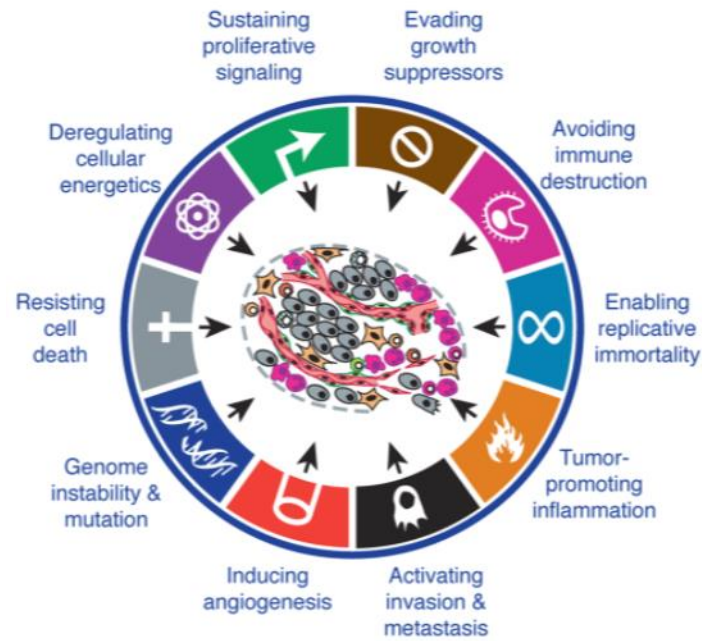 Sustaining
proliferative
signaling
Evading
growth
suppressors
Avoiding
immune
destruction
Enabling
replicative
immortality
Tumor-
promoting
inflammation
Activating
invasion &
metastasis
Inducing
angiogenesis
Genome
instability &
mutation
Resisting
cell
death
Deregulating
cellular
energetics